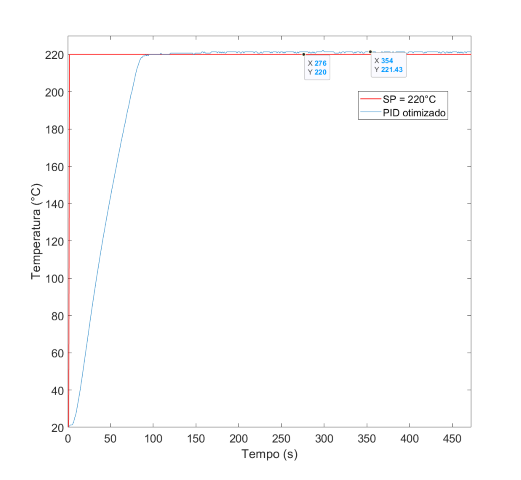 220
200
180
160
140
120
100
80
60
40
20
Temperatura (°C)
X 276
Y 220
X 354
Y 221.43
SP = 220°C
PID otimizado
0 50 100 150 200 250 300 350 400 450
Tempo (s)